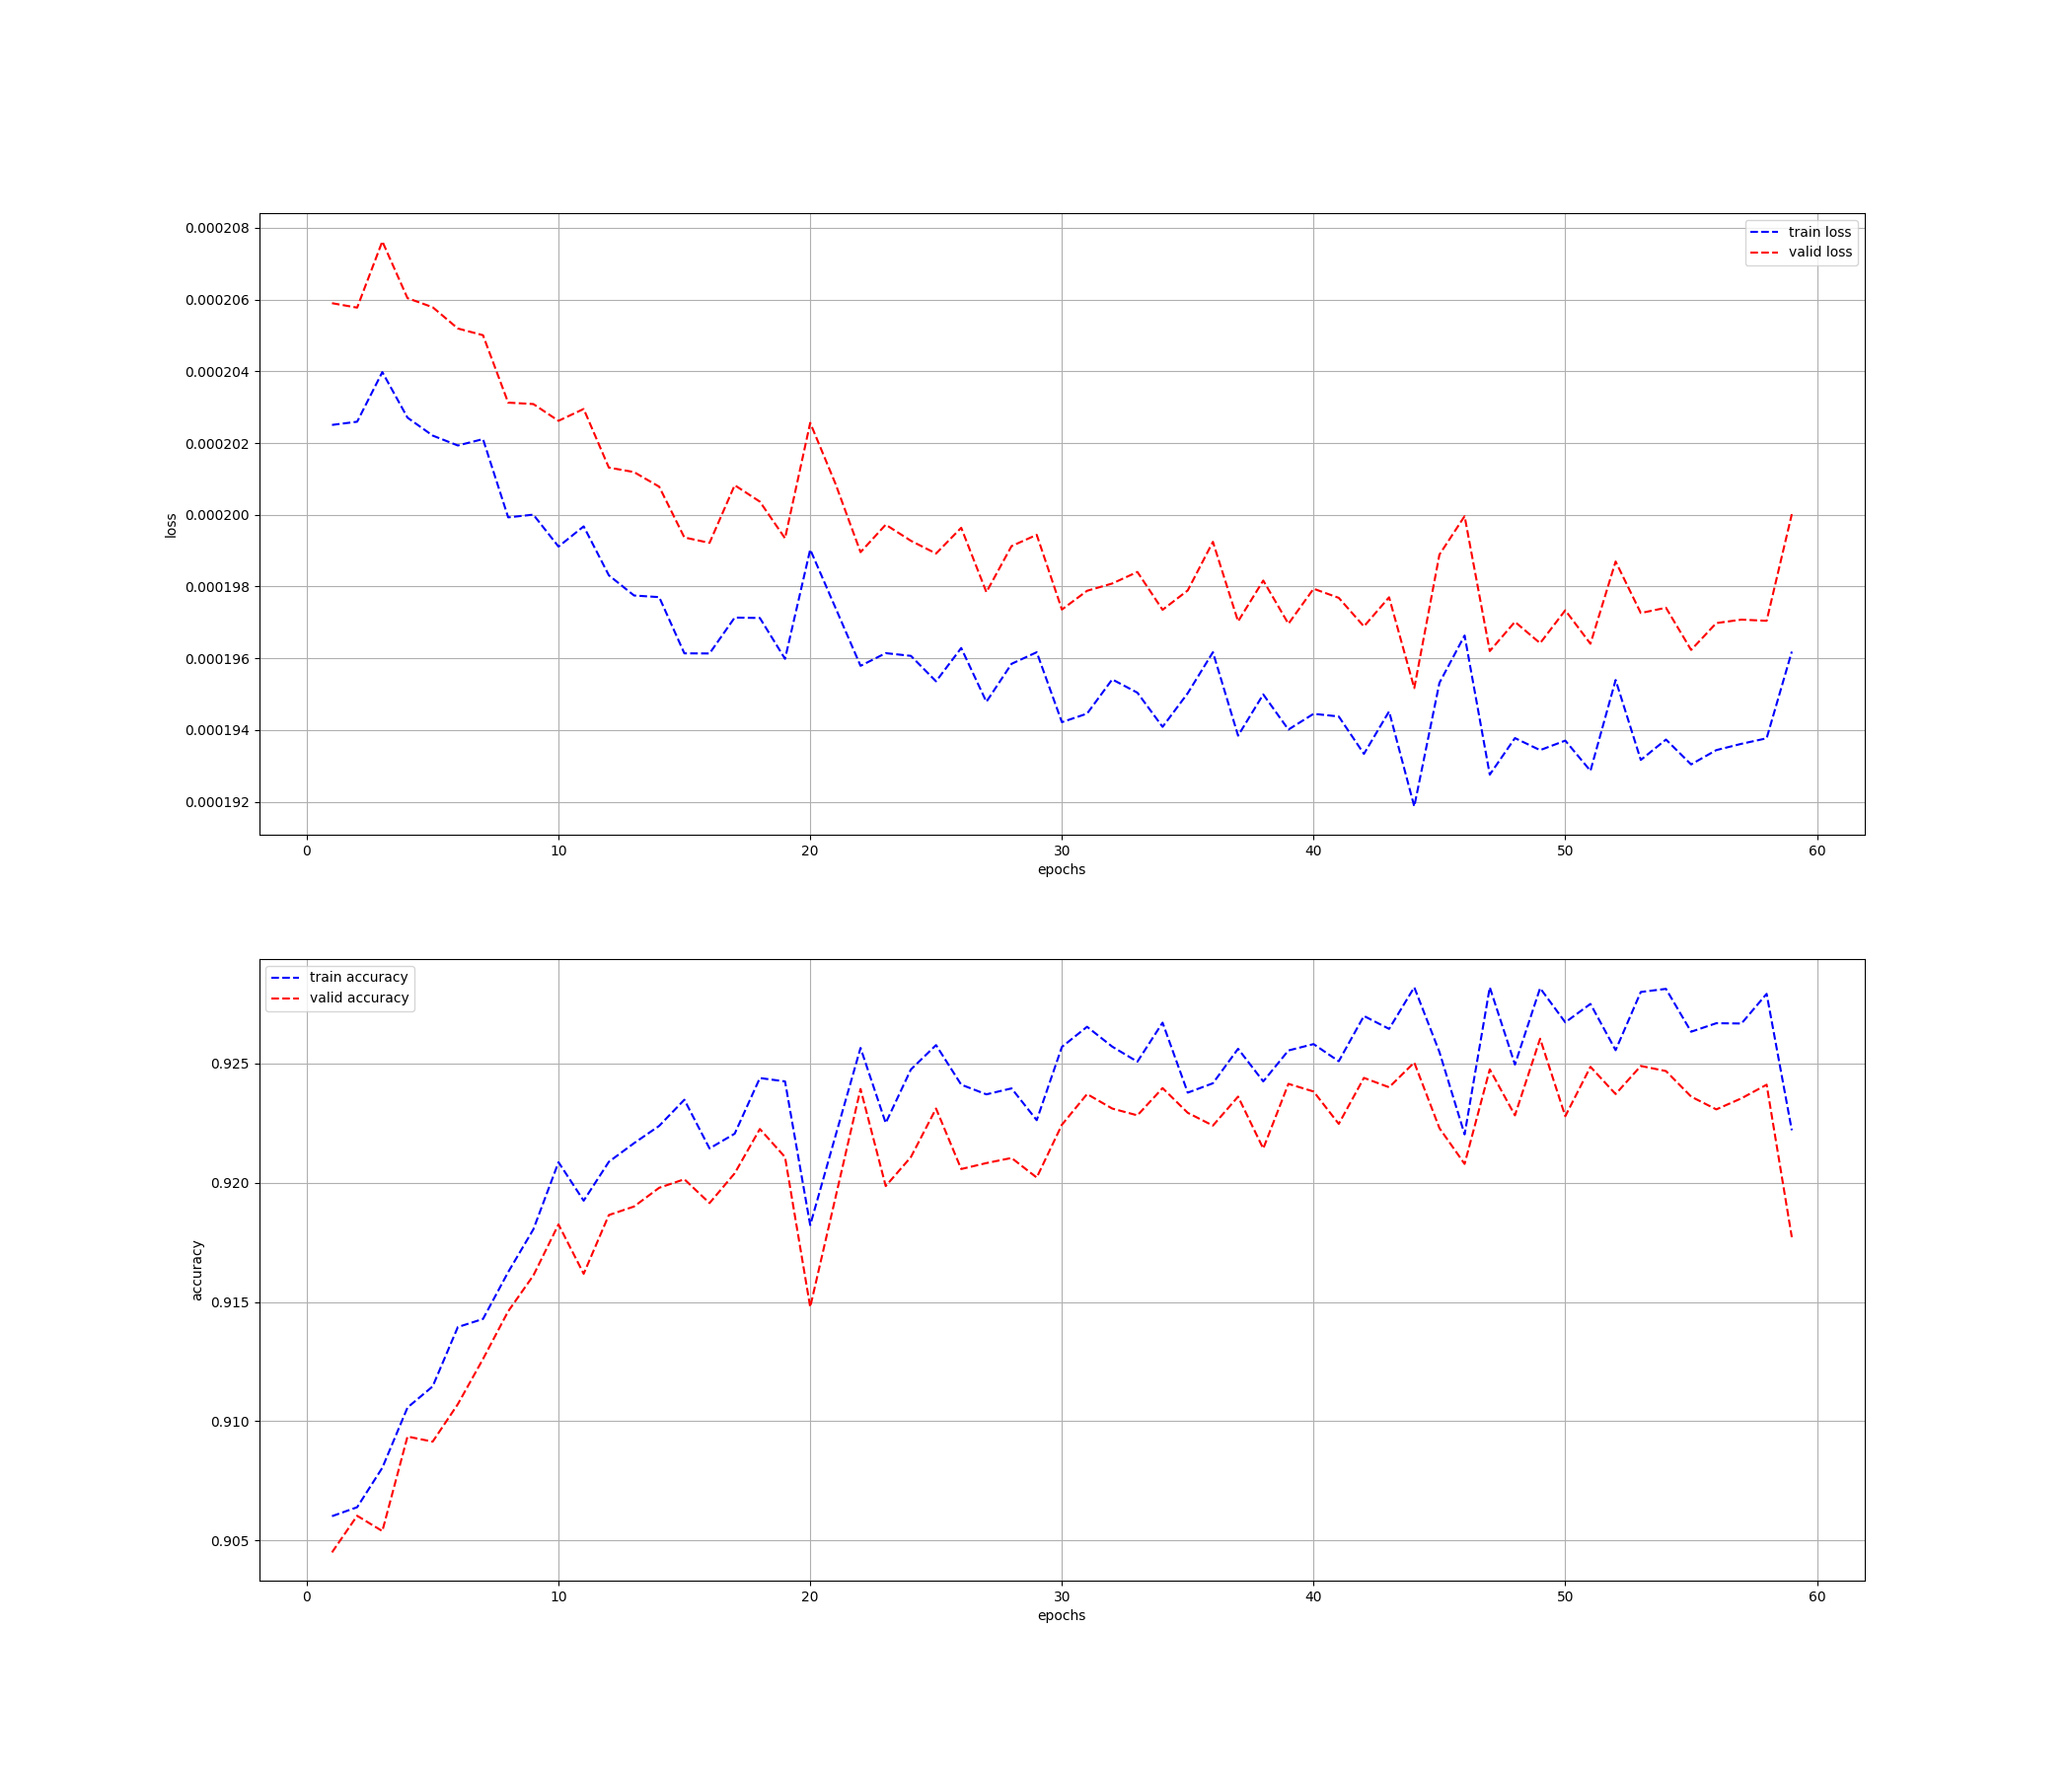 0.000208
0.000206
0.000204
0.000202
0.000200
0.000198
0.000196
0.000194
0.000192
loss
train loss
valid loss
0 10 20 30 40 50 60
epochs
train accuracy
valid accuracy
0.925
0.920
0.915
0.910
0.905
accuracy
0 10 20 30 40 50 60
epochs